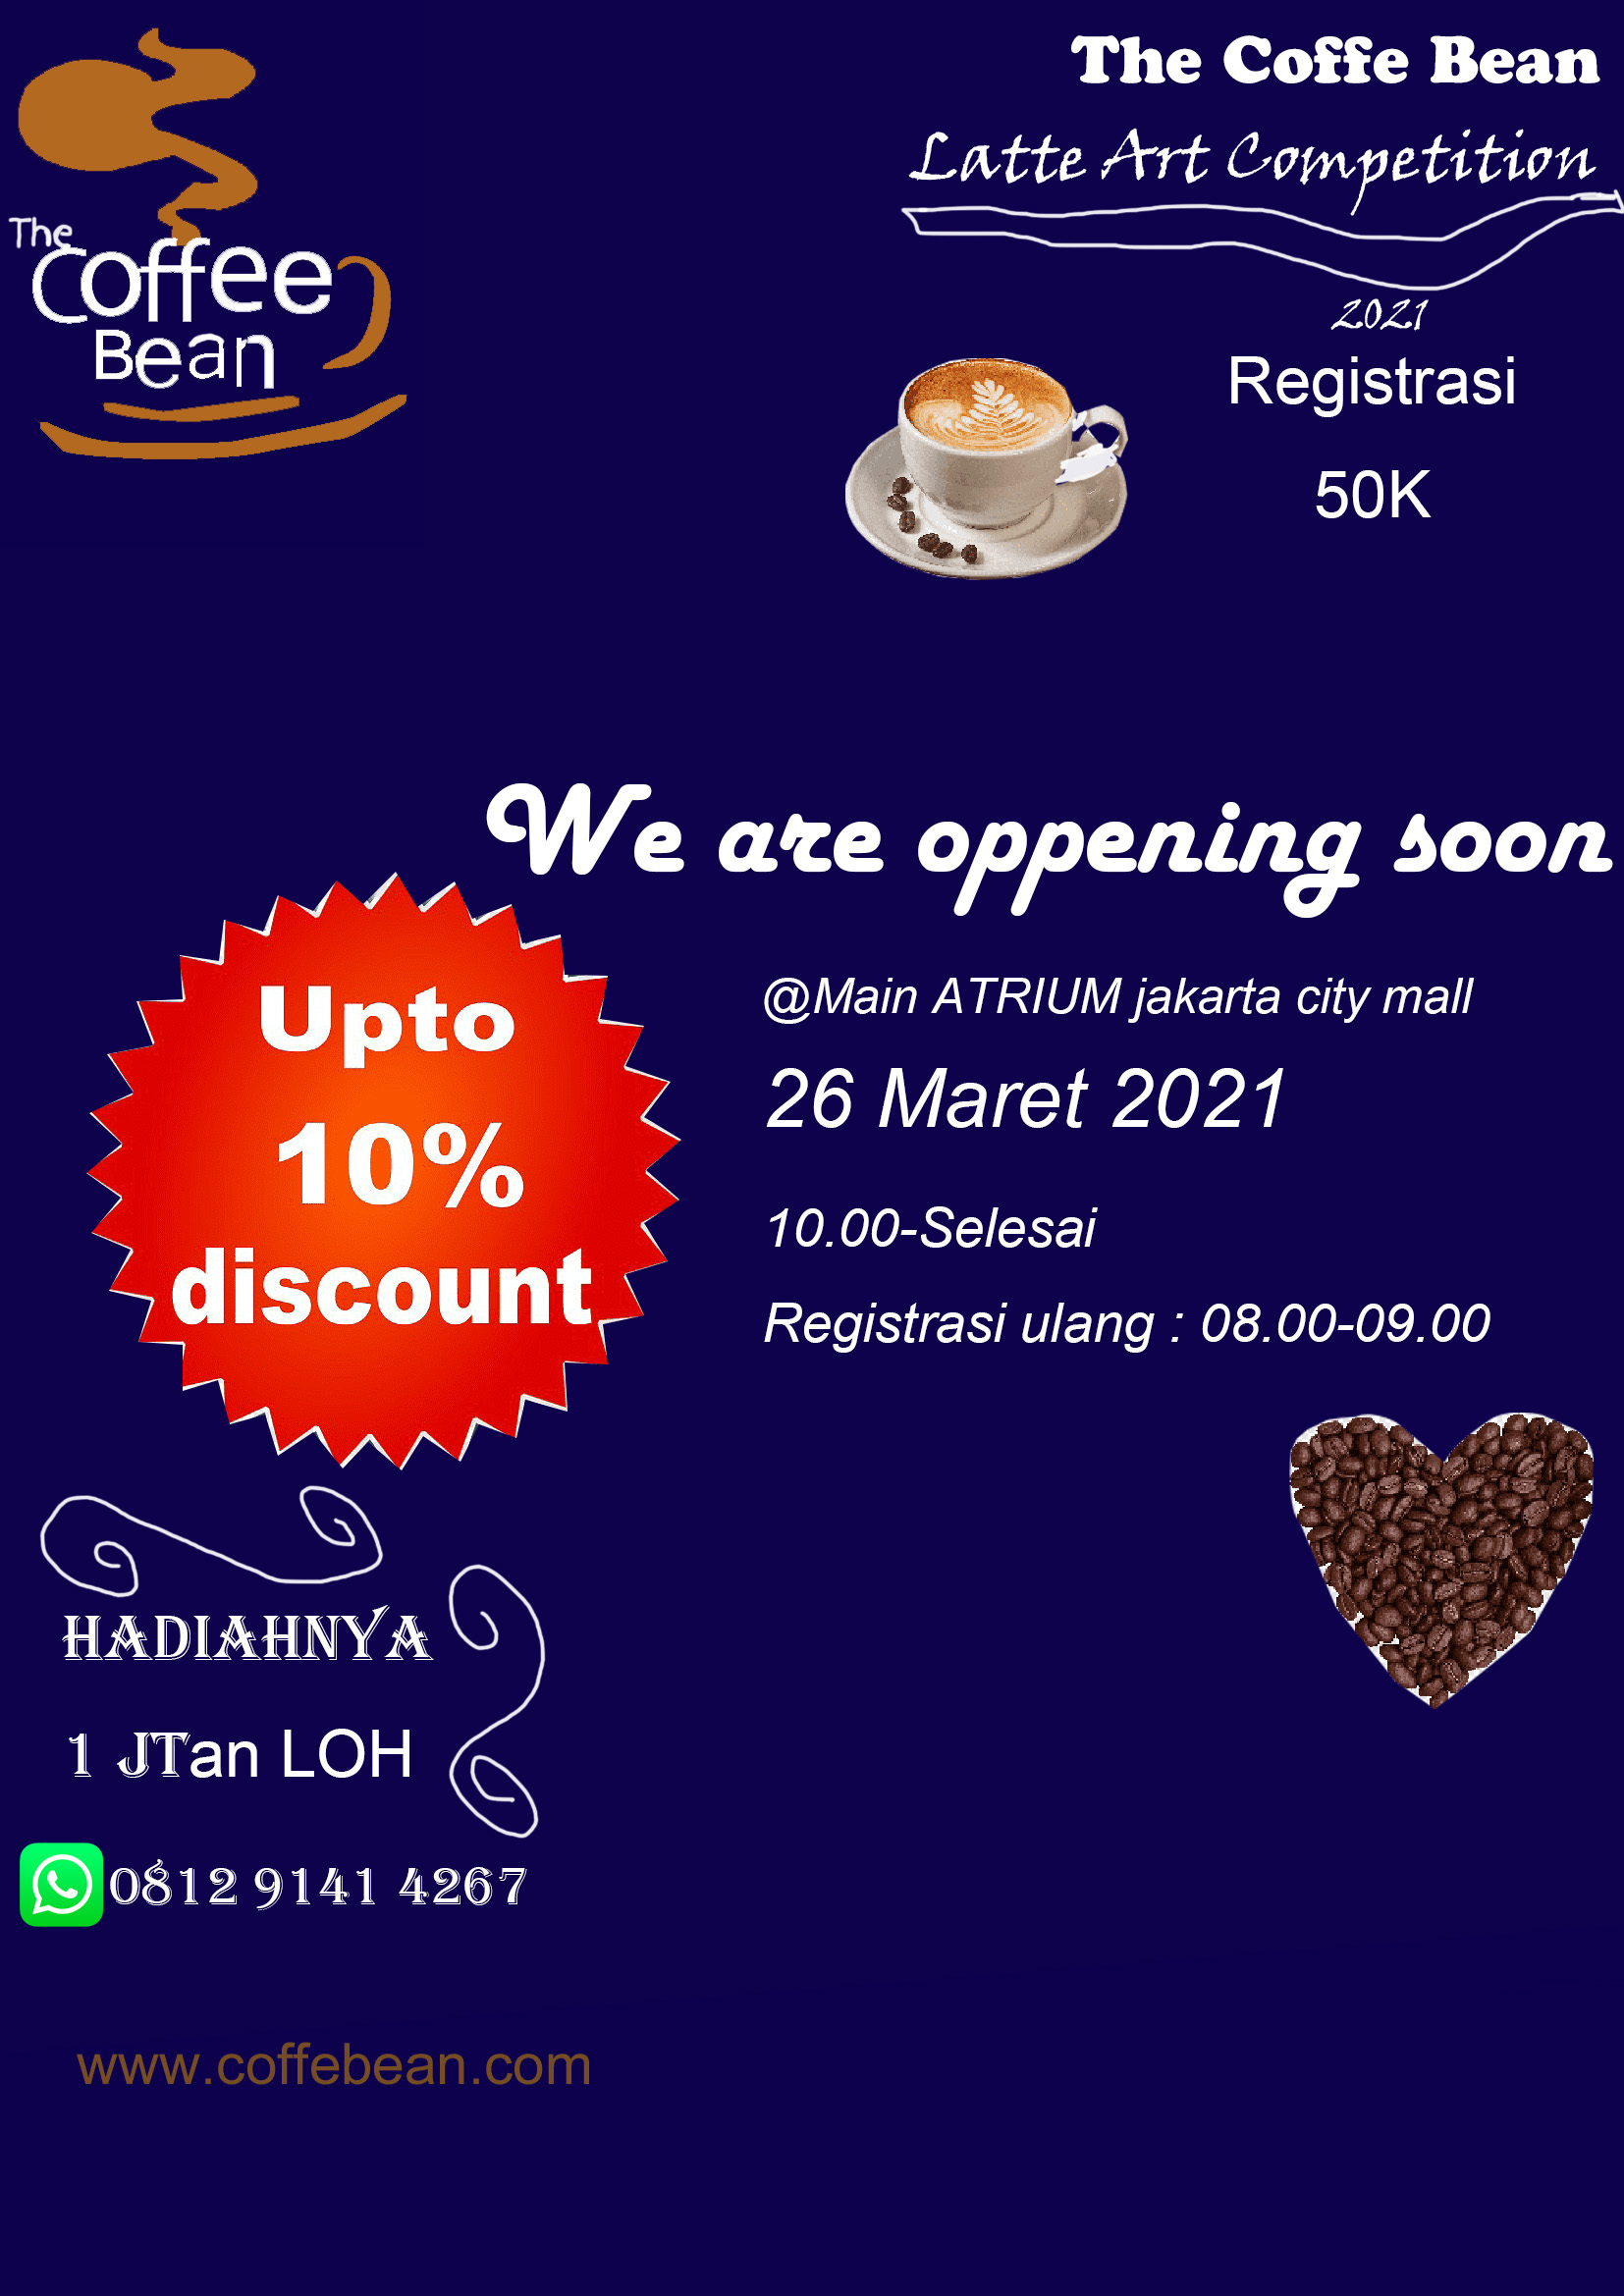 The
Coffee
Bean
The Coffe Bean
Latte Art Competition
2021
Registrasi
50K
We are oppening soon
Upto
10%
discount
@Main ATRIUM jakarta city mall
26 Maret 2021
10.00-Selesai
Registrasi ulang : 08.00-09.00
HADIAHNYA
1 JTan LOH
0812 9141 4267
www.coffebean.com